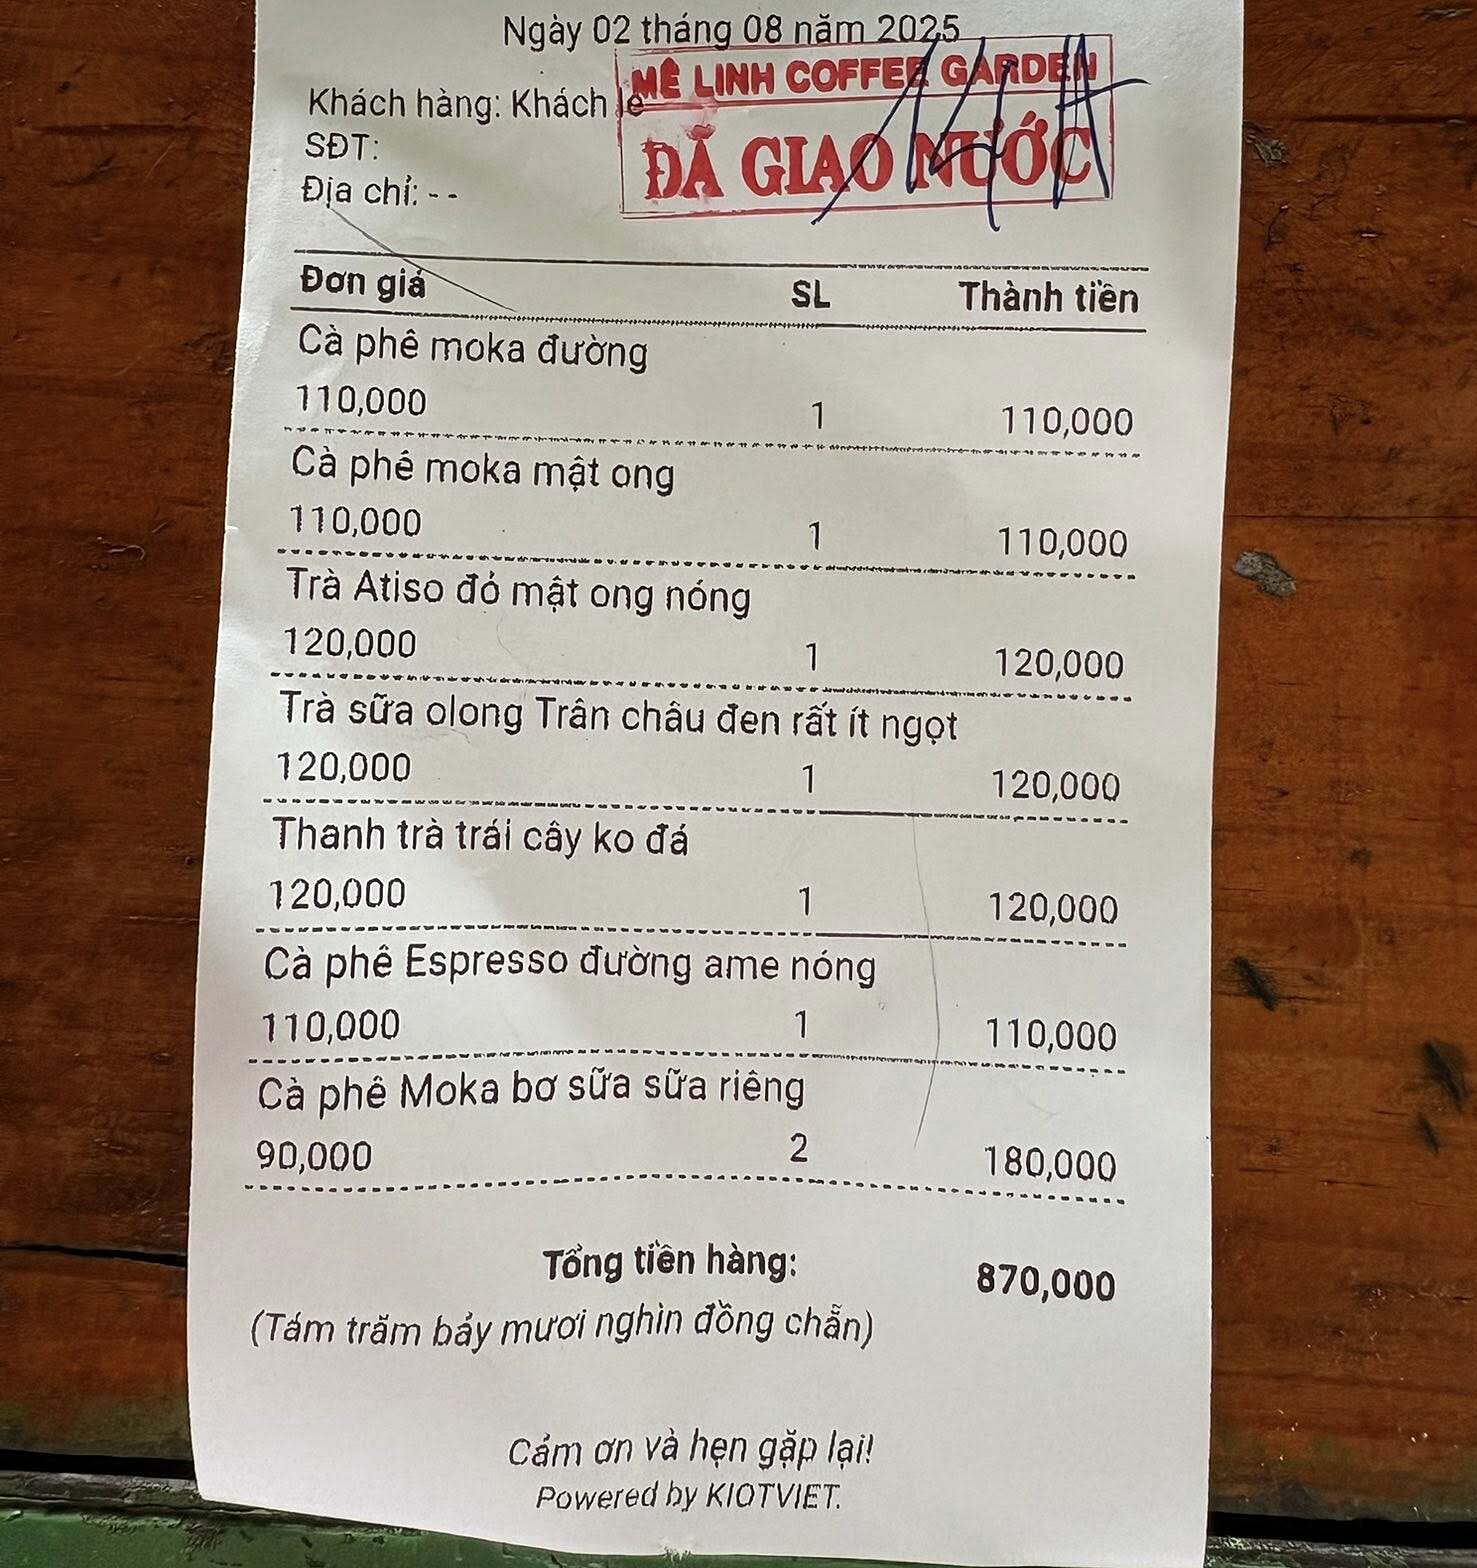 Ngày 02 tháng 08 năm 2025
MÊ LINH COFFEE GARDEN
Khách hàng: Khách lẻ
ĐÃ GIAO NƯỚC
SĐT:
Địa chỉ: - -
Đơn giá SL Thành tiền
Cà phê moka đường
110,000 1 110,000
Cà phê moka mật ong
110,000 1 110,000
Trà Atiso đỏ mật ong nóng
120,000 1 120,000
Trà sữa olong Trân châu đen rất ít ngọt
120,000 1 120,000
Thanh trà trái cây ko đá
120,000 1 120,000
Cà phê Espresso đường ame nóng
110,000 1 110,000
Cà phê Moka bơ sữa sữa riêng
90,000 2 180,000
Tổng tiền hàng: 870,000
(Tám trăm bảy mươi nghìn đồng chẵn)
Cảm ơn và hẹn gặp lại!
Powered by KIOTVIET.